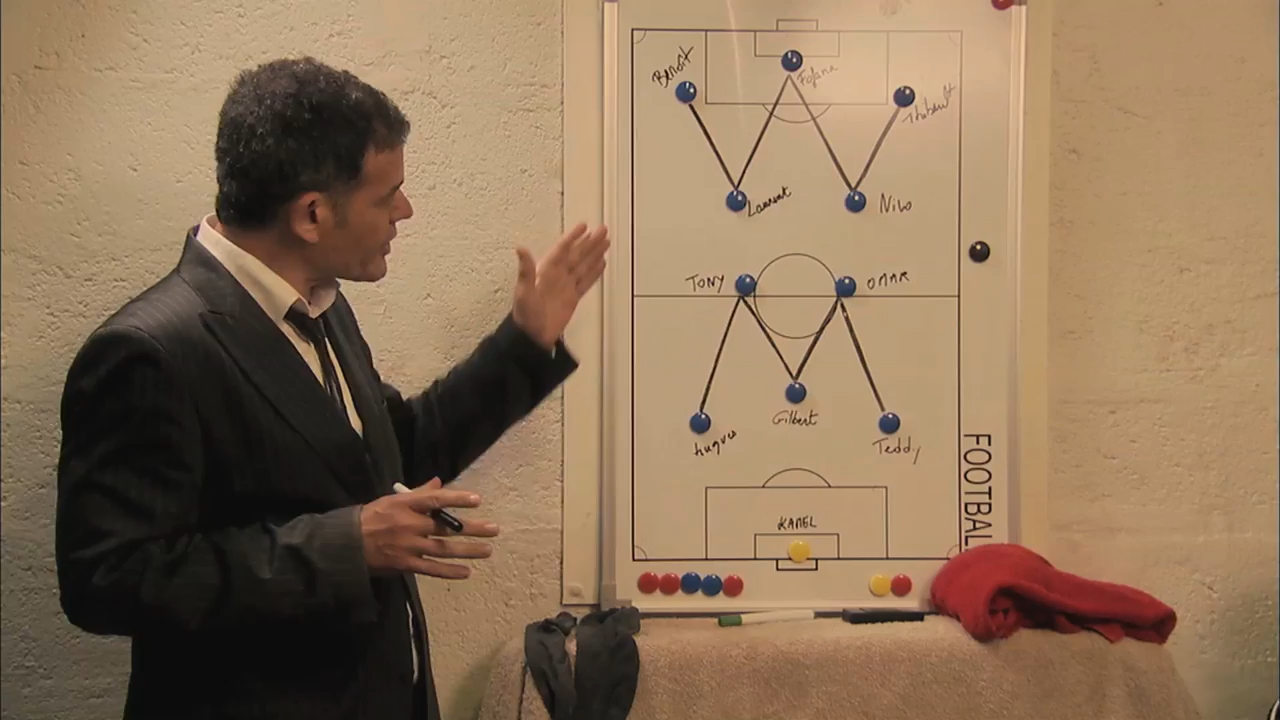 Benoit
Fofana
Thibault
Laurent
Nico
TONY
OMAR
Gilbert
hugues
Teddy
KAMEL
FOOTBAL